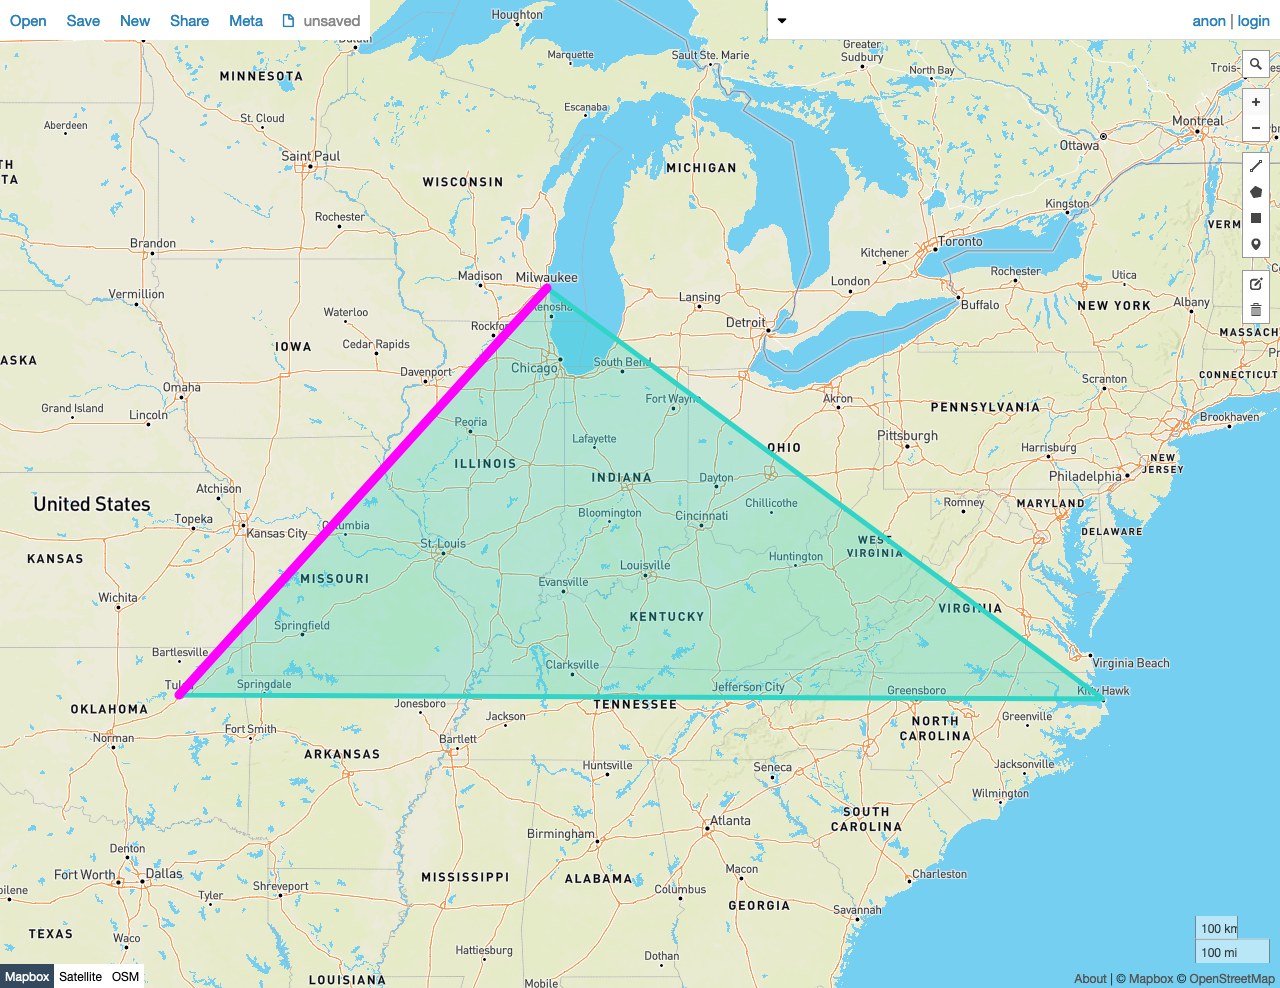 Open Save New Share Meta unsaved
anon | login
Houghton
Duluth
Marquette
Sault Ste. Marie
Greater
Sudbury
North Bay
MINNESOTA
Escanaba
St. Cloud
Aberdeen
Montreal
Ottawa
Saint Paul
TH
TA
WISCONSIN
MICHIGAN
Rochester
Kingston
VERM
Brandon
Toronto
Kitchener
Madison
Milwaukee
London
Rochester
Utica
Vermillion
Lansing
Buffalo
NEW YORK
Albany
Waterloo
Detroit
MASSACH
IOWA
Cedar Rapids
ASKA
Chicago
South Bend
Davenport
Scranton
CONNECTICUT
Omaha
Fort Wayne
Akron
PENNSYLVANIA
Grand Island
Lincoln
Brookhaven
Peoria
Pittsburgh
Lafayette
OHIO
Harrisburg
NEW
JERSEY
ILLINOIS
INDIANA
Dayton
Philadelphia
Atchison
United States
Chillicothe
Romney
MARYLAND
Topeka
Bloomington
Cincinnati
Kansas City
Columbia
DELAWARE
St. Louis
WEST
VIRGINIA
KANSAS
Huntington
Louisville
MISSOURI
Evansville
Wichita
VIRGINIA
KENTUCKY
Springfield
Bartlesville
Clarksville
Virginia Beach
Tulsa
Springdale
Jefferson City
Greensboro
Kitty Hawk
OKLAHOMA
Jonesboro
TENNESSEE
Jackson
NORTH
CAROLINA
Greenville
Fort Smith
Norman
Bartlett
ARKANSAS
Huntsville
Seneca
Jacksonville
Wilmington
SOUTH
CAROLINA
Atlanta
Birmingham
Denton
Fort Worth
Dallas
Macon
MISSISSIPPI
ALABAMA
Charleston
Shreveport
Columbus
Tyler
GEORGIA
Savannah
TEXAS
Waco
100 km
Hattiesburg
Dothan
100 mi
Mapbox Satellite OSM
LOUISIANA
Mobile
About | © Mapbox © OpenStreetMap